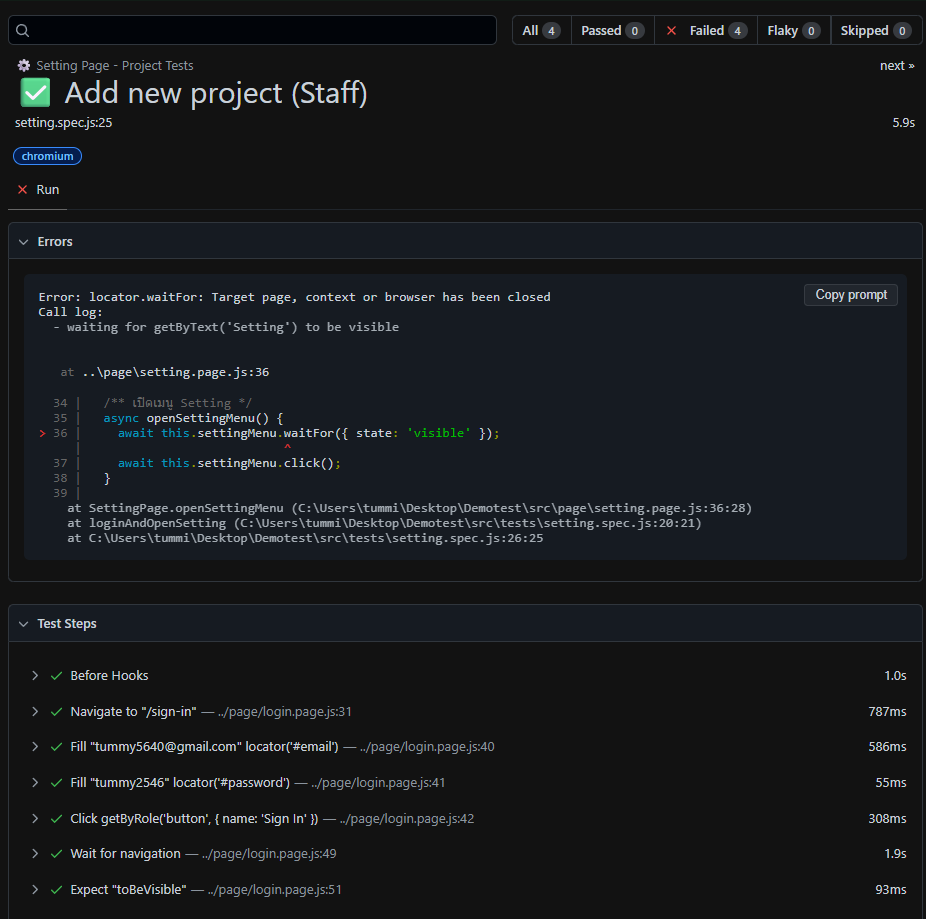 All 4 Passed 0 Failed 4 Flaky 0 Skipped 0
Setting Page - Project Tests next »
Add new project (Staff)
setting.spec.js:25 5.9s
chromium
Run
Errors
Copy prompt
Error: locator.waitFor: Target page, context or browser has been closed
Call log:
- waiting for getByText('Setting') to be visible
at ..\page\setting.page.js:36
34 | /** เปิดเมนู Setting */
35 | async openSettingMenu() {
> 36 | await this.settingMenu.waitFor({ state: 'visible' });
| ^
37 | await this.settingMenu.click();
38 | }
39 |
at SettingPage.openSettingMenu (C:\Users\tummi\Desktop\Demotest\src\page\setting.page.js:36:28)
at loginAndOpenSetting (C:\Users\tummi\Desktop\Demotest\src\tests\setting.spec.js:20:21)
at C:\Users\tummi\Desktop\Demotest\src\tests\setting.spec.js:26:25
Test Steps
Before Hooks 1.0s
Navigate to "/sign-in" — ../page/login.page.js:31 787ms
Fill "tummy5640@gmail.com" locator('#email') — ../page/login.page.js:40 586ms
Fill "tummy2546" locator('#password') — ../page/login.page.js:41 55ms
Click getByRole('button', { name: 'Sign In' }) — ../page/login.page.js:42 308ms
Wait for navigation — ../page/login.page.js:49 1.9s
Expect "toBeVisible" — ../page/login.page.js:51 93ms